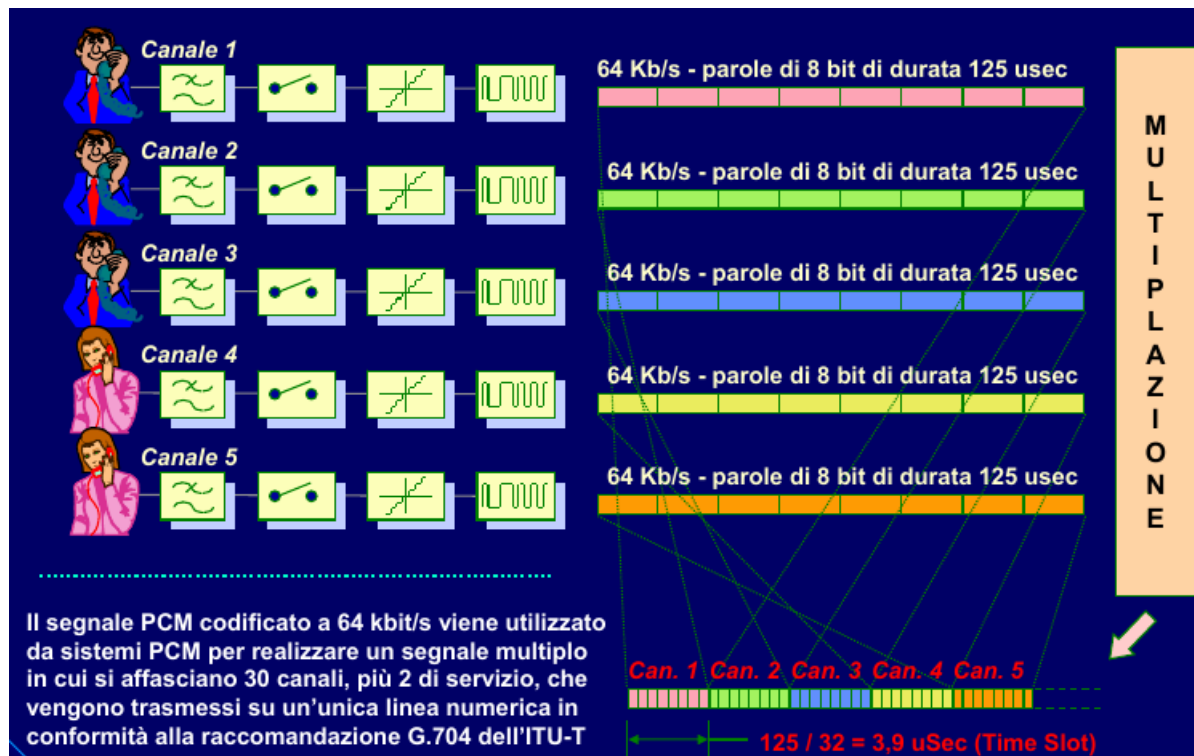 Canale 1
64 Kb/s - parole di 8 bit di durata 125 usec
Canale 2
64 Kb/s - parole di 8 bit di durata 125 usec
Canale 3
64 Kb/s - parole di 8 bit di durata 125 usec
Canale 4
64 Kb/s - parole di 8 bit di durata 125 usec
Canale 5
64 Kb/s - parole di 8 bit di durata 125 usec
MULTIPLAZIONE
Il segnale PCM codificato a 64 kbit/s viene utilizzato
da sistemi PCM per realizzare un segnale multiplo
in cui si affasciano 30 canali, più 2 di servizio, che
vengono trasmessi su un'unica linea numerica in
conformità alla raccomandazione G.704 dell'ITU-T
Can. 1 Can. 2 Can. 3 Can. 4 Can. 5
125 / 32 = 3,9 uSec (Time Slot)